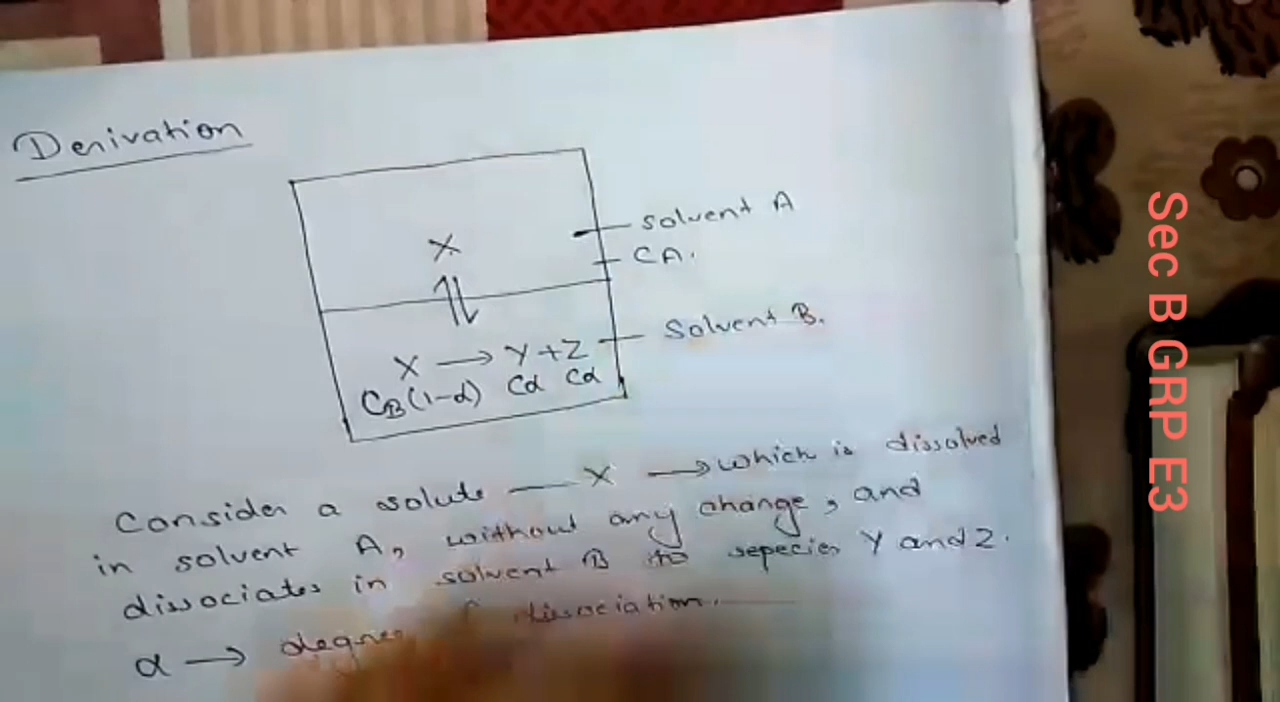 Derivation
X
solvent A
CA.
⇅
Solvent B.
X → Y + Z
CB(1-α) Cα Cα
Consider a solute — X → which is dissolved
in solvent A, without any change, and
dissociates in solvent B to sepecies Y and Z.
α → degree dissociation.
Sec B GRP E3